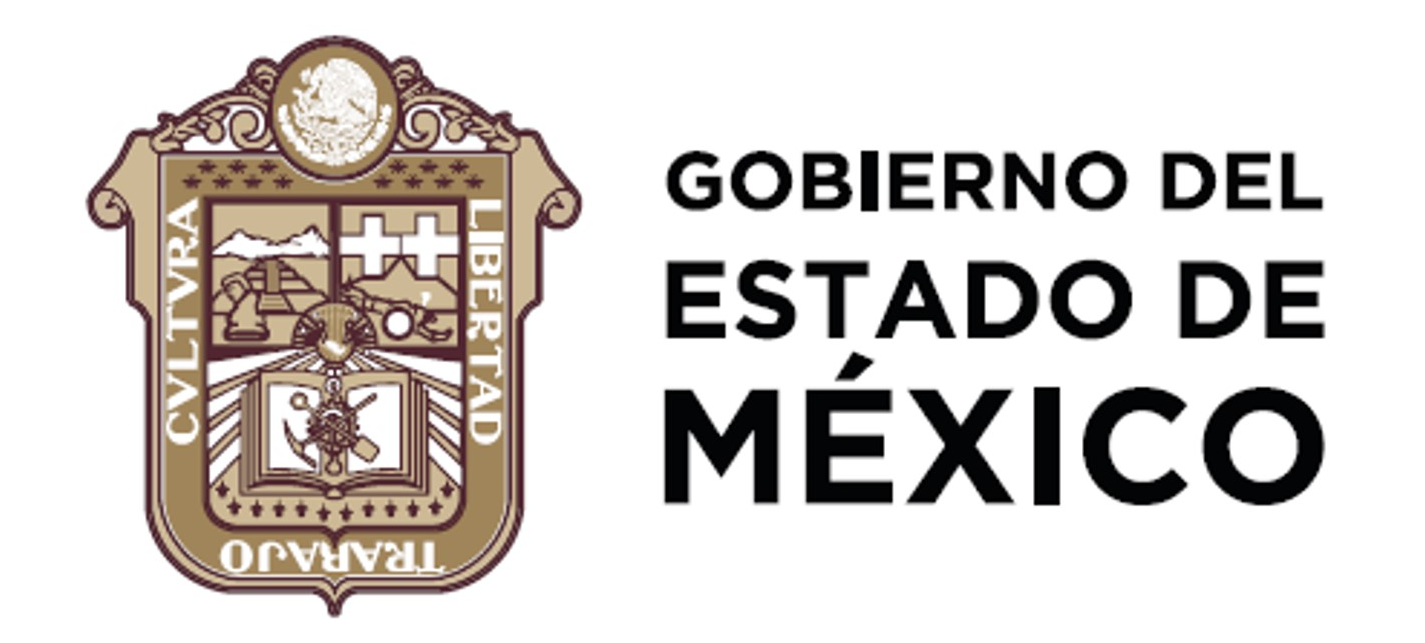 CVLTVRA
LIBERTAD
TRABAJO
GOBIERNO DEL
ESTADO DE
MÉXICO